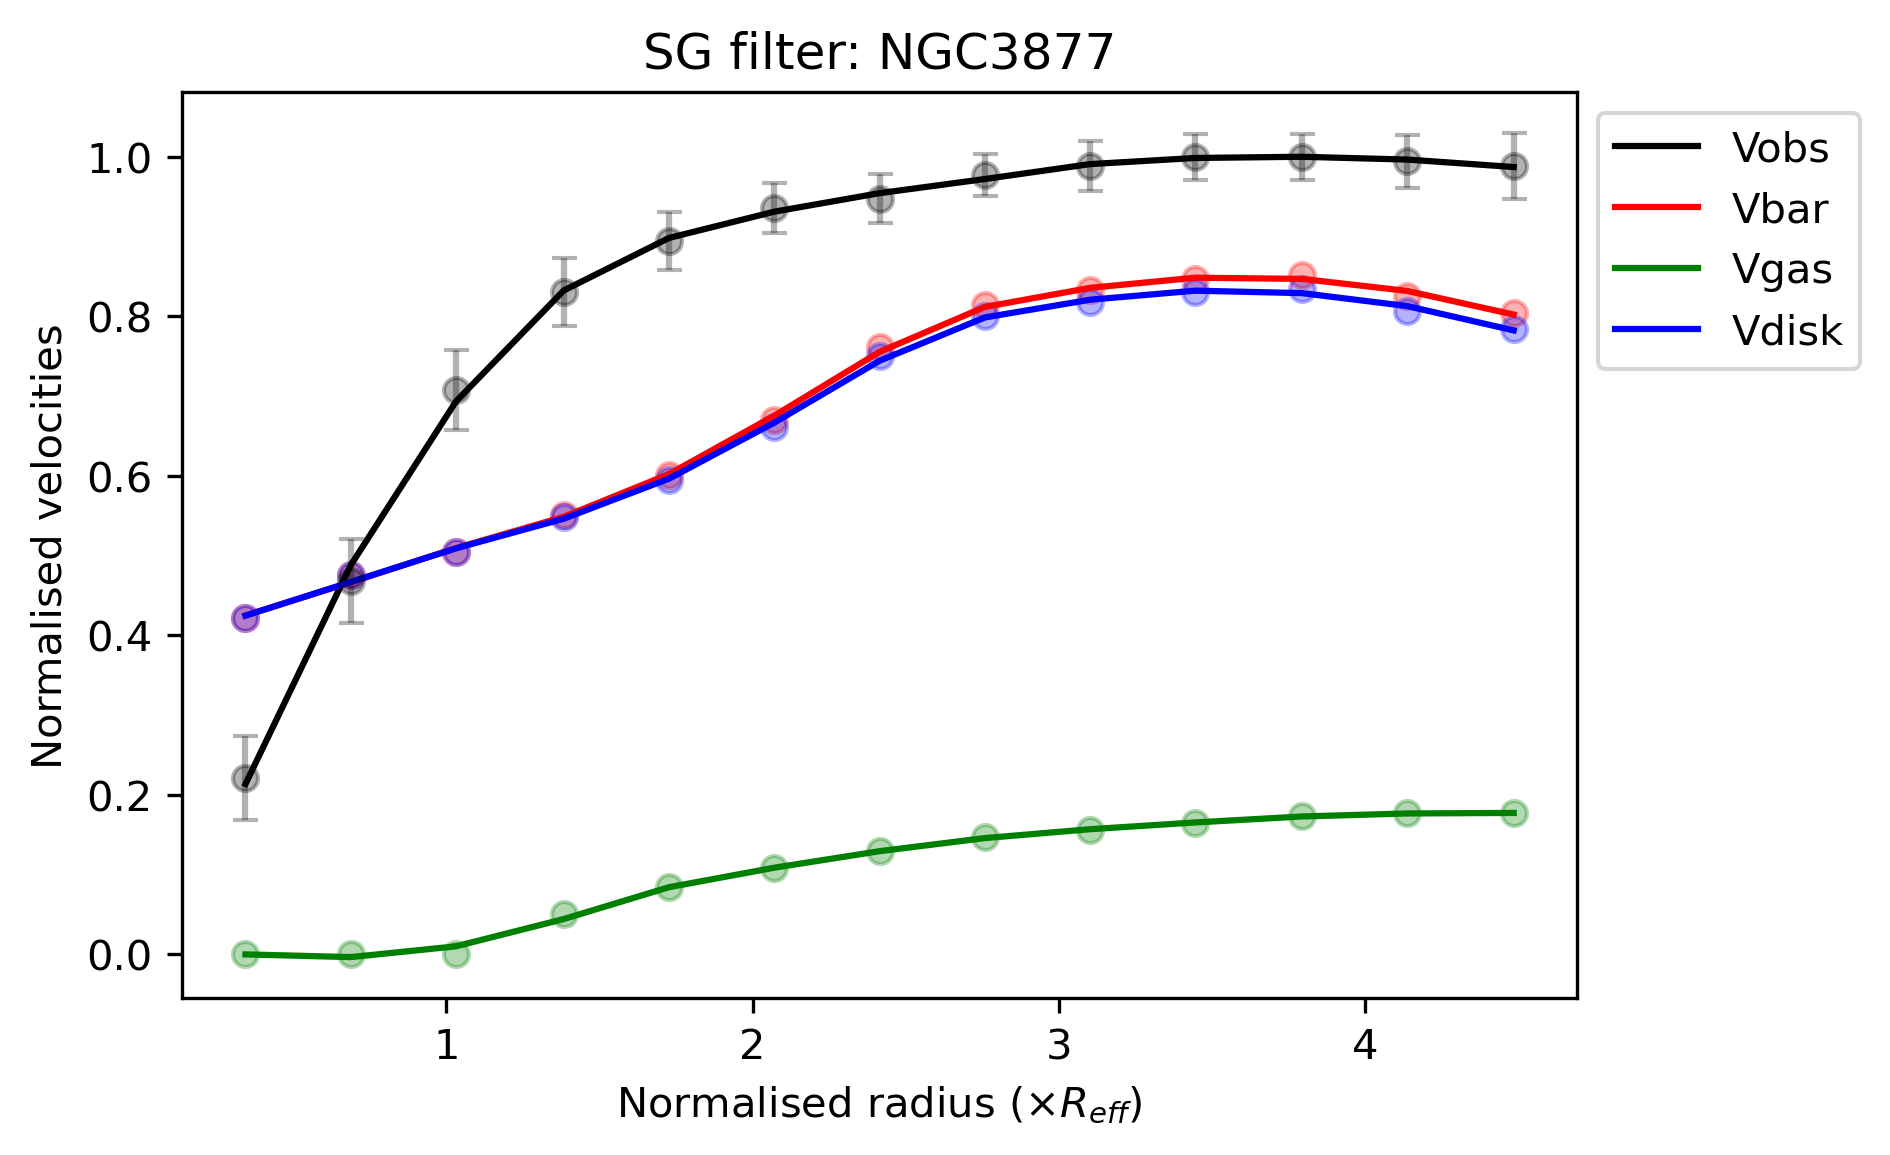 SG filter: NGC3877
Normalised velocities
1.0
0.8
0.6
0.4
0.2
0.0
1 2 3 4
Normalised radius (×R_eff)
Vobs
Vbar
Vgas
Vdisk